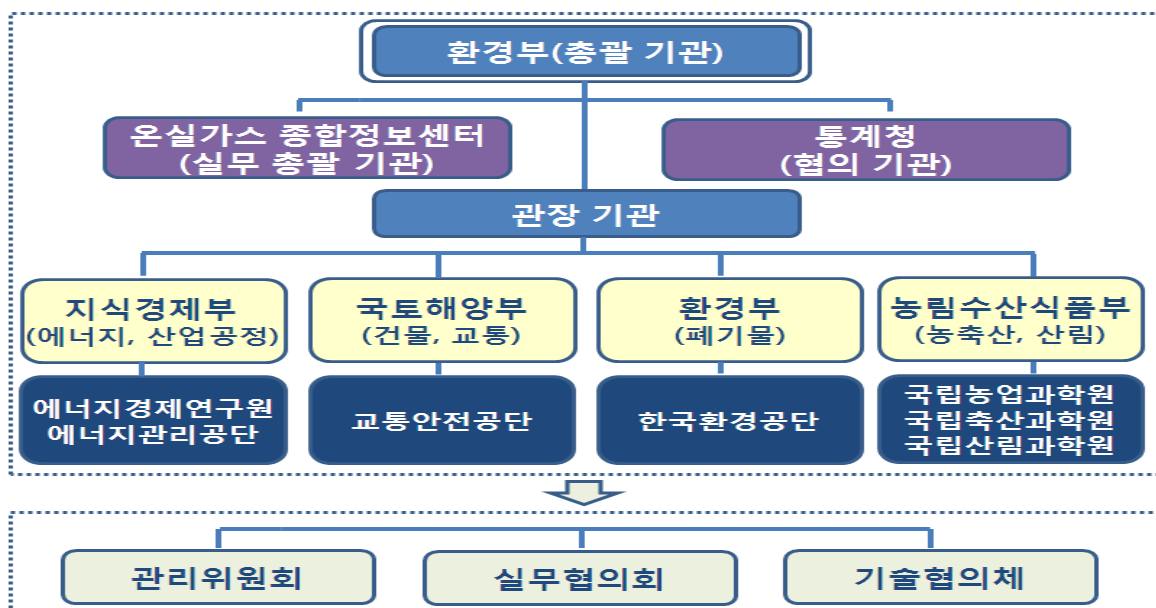 환경부(총괄 기관)
온실가스 종합정보센터
(실무 총괄 기관)
통계청
(협의 기관)
관장 기관
지식경제부
(에너지, 산업공정)
국토해양부
(건물, 교통)
환경부
(폐기물)
농림수산식품부
(농축산, 산림)
에너지경제연구원
에너지관리공단
교통안전공단
한국환경공단
국립농업과학원
국립축산과학원
국립산림과학원
관리위원회
실무협의회
기술협의체